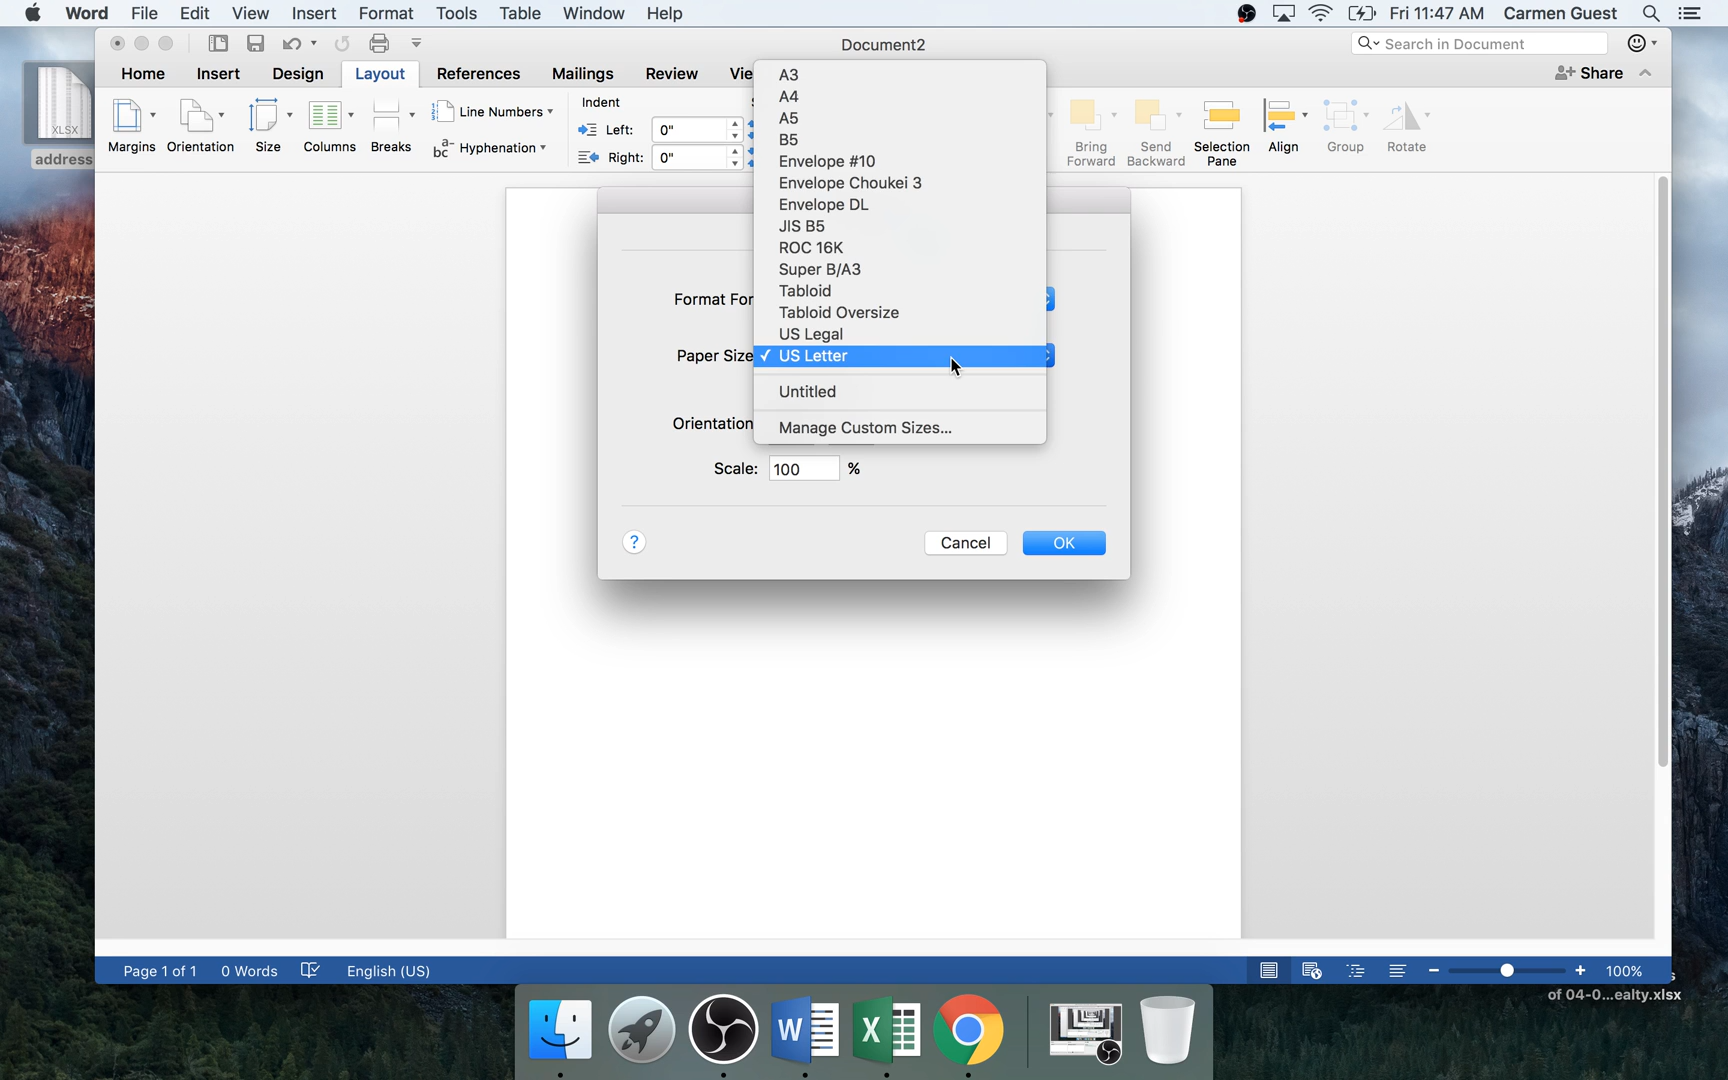 Word File Edit View Insert Format Tools Table Window Help Fri 11:47 AM Carmen Guest
Document2
Search in Document
Home Insert Design Layout References Mailings Review Share
XLSX
address
Margins Orientation Size Columns Breaks
Line Numbers
Hyphenation
Indent
Left: 0"
Right: 0"
Bring Forward
Send Backward
Selection Pane
Align
Group
Rotate
A3
A4
A5
B5
Envelope #10
Envelope Choukei 3
Envelope DL
JIS B5
ROC 16K
Super B/A3
Tabloid
Tabloid Oversize
US Legal
✓ US Letter
Untitled
Manage Custom Sizes...
Format For
Paper Size
Orientation
Scale: 100 %
? Cancel OK
Page 1 of 1 0 Words English (US) 100%
of 04-0...ealty.xlsx
W X